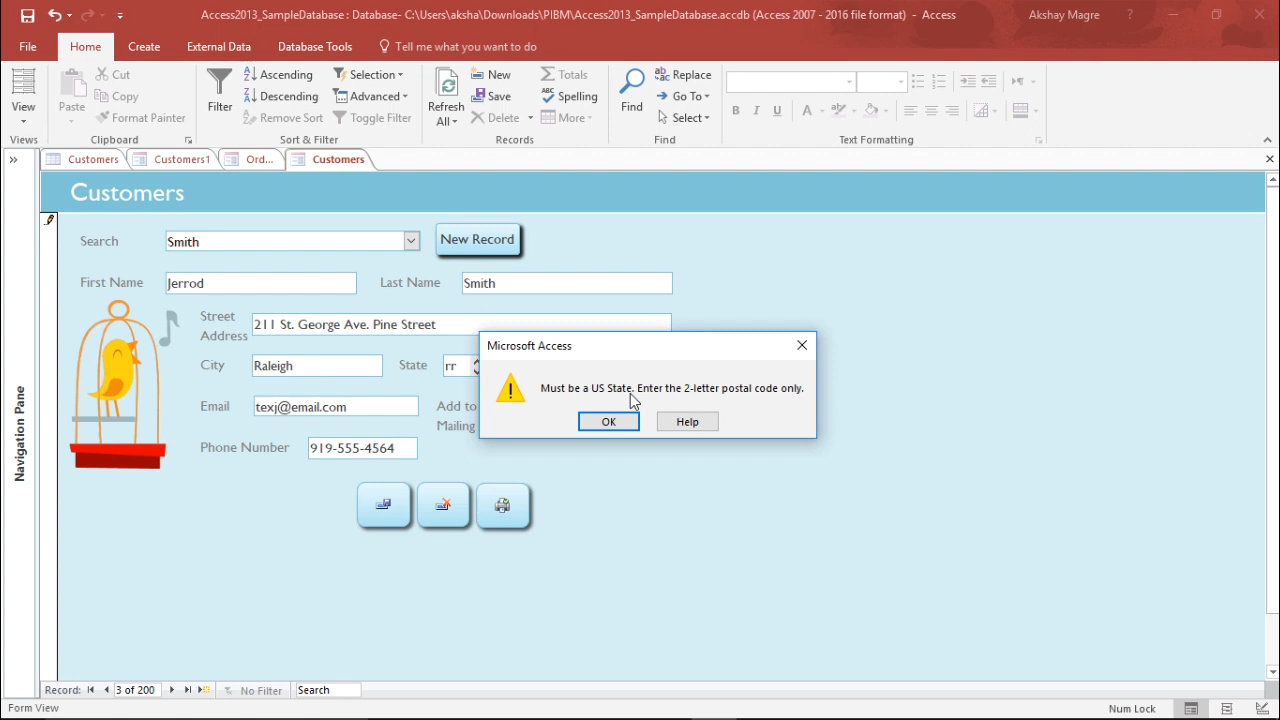 Access2013_SampleDatabase : Database- C:\Users\aksha\Downloads\PIBM\Access2013_SampleDatabase.accdb (Access 2007 - 2016 file format) - Access
Akshay Magre
?
File Home Create External Data Database Tools Tell me what you want to do
View
Views
Paste
Cut
Copy
Format Painter
Clipboard
Filter
Ascending
Descending
Remove Sort
Selection
Advanced
Toggle Filter
Sort & Filter
Refresh
All
New
Save
Delete
Totals
Spelling
More
Records
Find
Replace
Go To
Select
Find
B I U A
Text Formatting
Customers Customers1 Ord... Customers
Navigation Pane
Customers
Search Smith New Record
First Name Jerrod Last Name Smith
Street
Address
211 St. George Ave. Pine Street
City Raleigh State rr
Email texj@email.com
Add to
Mailing
Phone Number 919-555-4564
Microsoft Access
Must be a US State. Enter the 2-letter postal code only.
OK Help
Record: 3 of 200 No Filter Search
Form View Num Lock